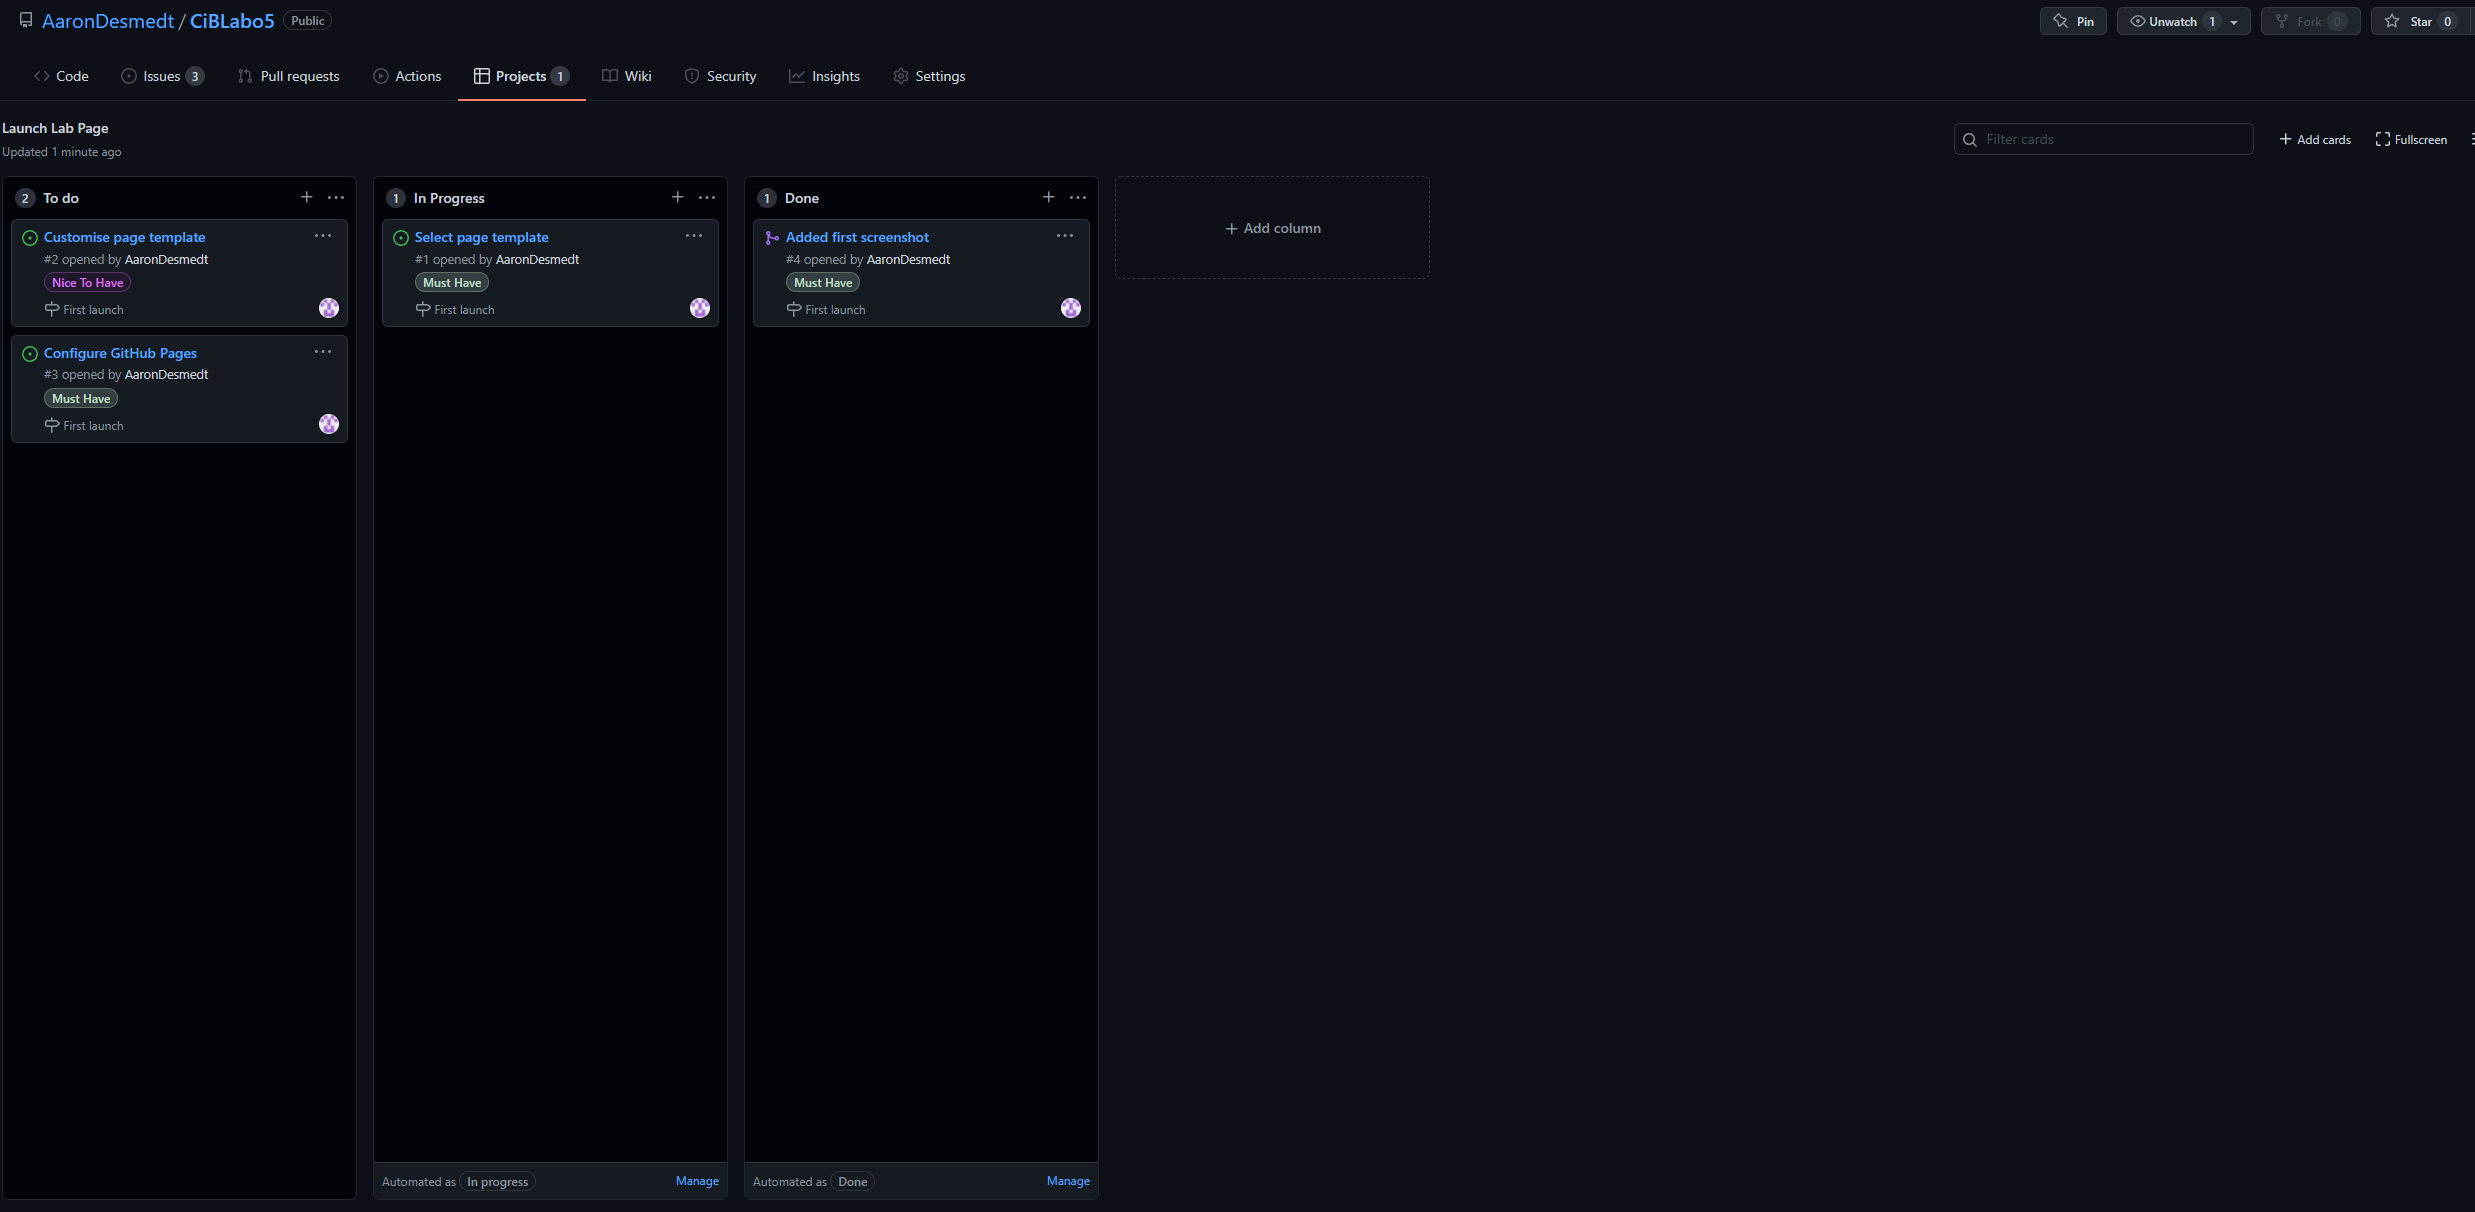 AaronDesmedt / CiBLabo5 Public
Pin
Unwatch 1
Fork 0
Star 0
Code
Issues 3
Pull requests
Actions
Projects 1
Wiki
Security
Insights
Settings
Launch Lab Page
Updated 1 minute ago
Filter cards
Add cards
Fullscreen
2 To do
Customise page template
#2 opened by AaronDesmedt
Nice To Have
First launch
Configure GitHub Pages
#3 opened by AaronDesmedt
Must Have
First launch
1 In Progress
Select page template
#1 opened by AaronDesmedt
Must Have
First launch
Automated as In progress
Manage
1 Done
Added first screenshot
#4 opened by AaronDesmedt
Must Have
First launch
Automated as Done
Manage
Add column